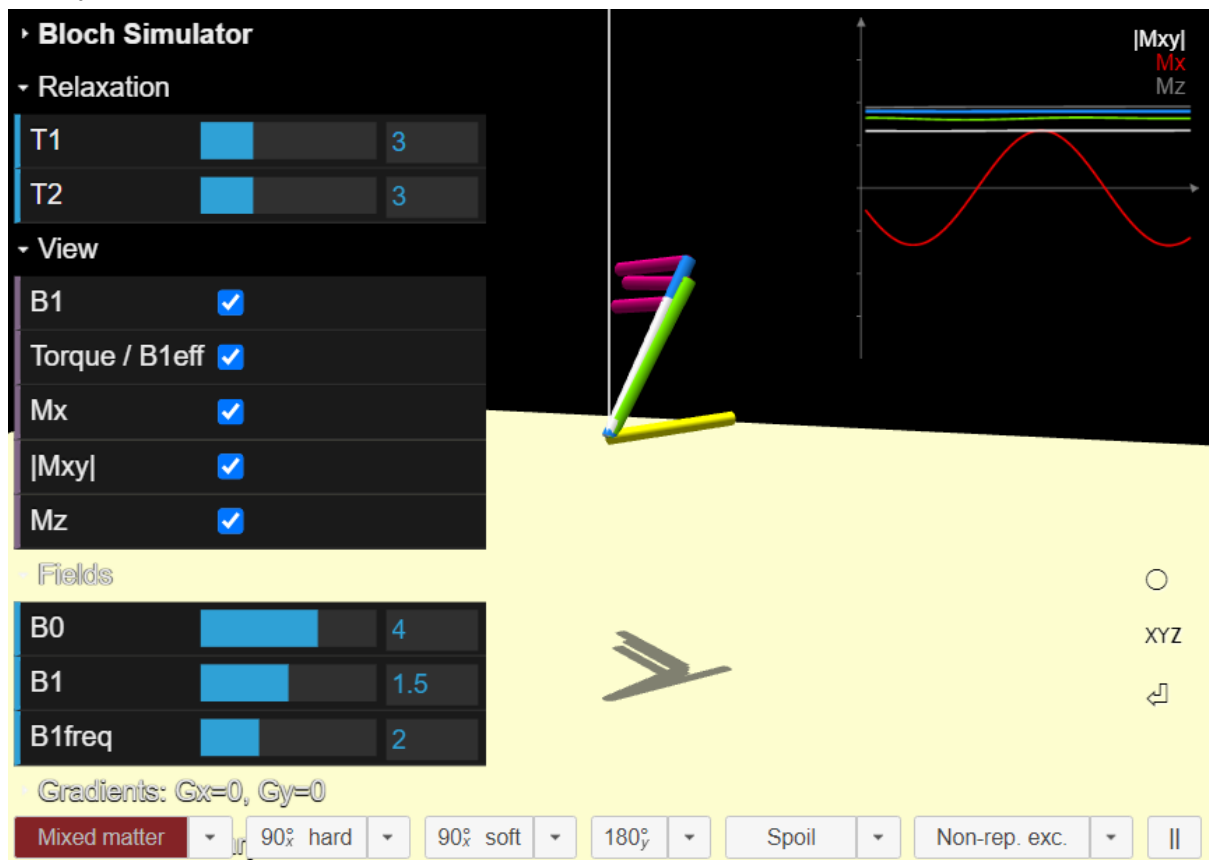 Bloch Simulator
Relaxation
T1 3
T2 3
View
B1
Torque / B1eff
Mx
|Mxy|
Mz
Fields
B0 4
B1 1.5
B1freq 2
Gradients: Gx=0, Gy=0
|Mxy|
Mx
Mz
XYZ
Mixed matter
90°x hard
90°x soft
180°y
Spoil
Non-rep. exc.
||